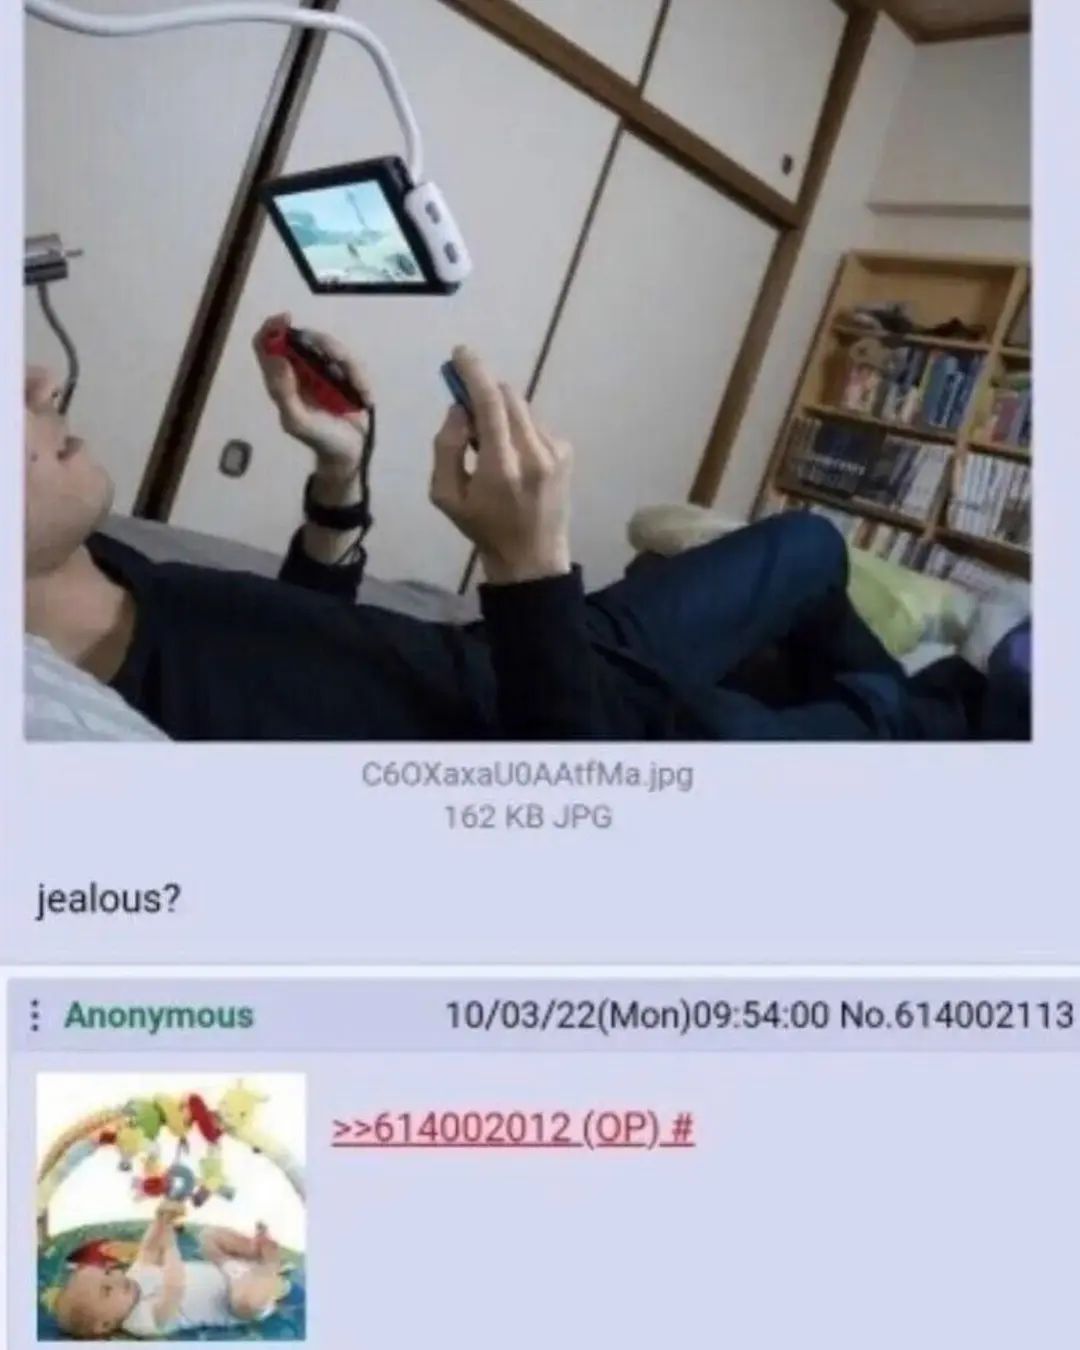 C6OXaxaU0AAtfMa.jpg
162 KB JPG
jealous?
Anonymous 10/03/22(Mon)09:54:00 No.614002113
>>614002012 (OP) #